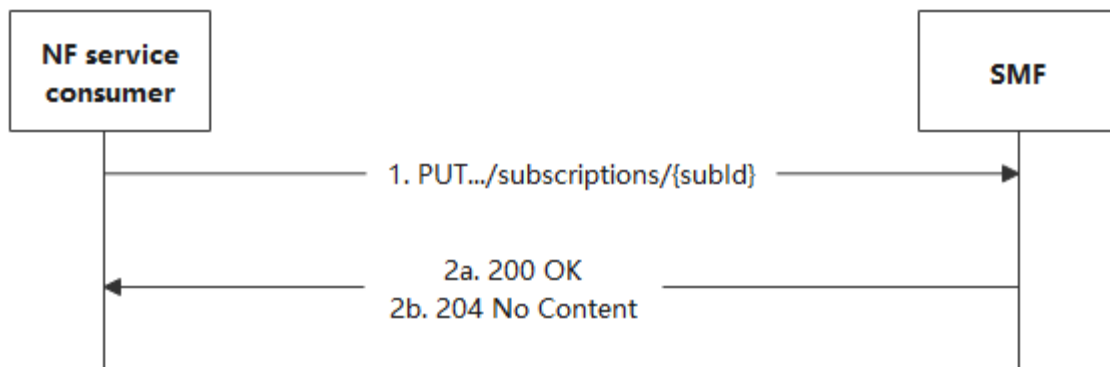 NF service
consumer
SMF
1. PUT.../subscriptions/{subId}
2a. 200 OK
2b. 204 No Content